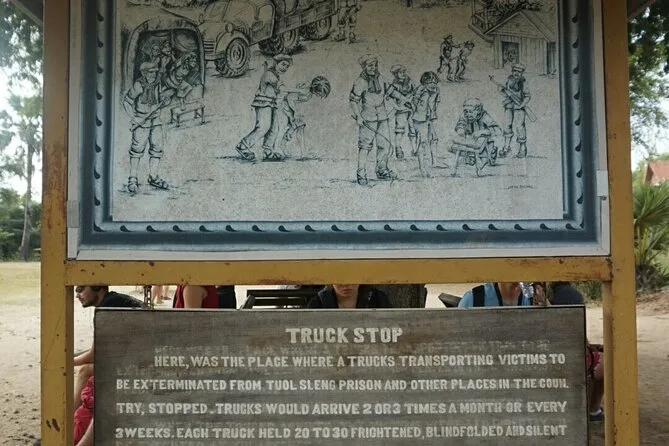 TRUCK STOP
HERE, WAS THE PLACE WHERE A TRUCKS TRANSPORTING VICTIMS TO
BE EXTERMINATED FROM TUOL SLENG PRISON AND OTHER PLACES IN THE COUN.
TRY, STOPPED. TRUCKS WOULD ARRIVE 2 OR 3 TIMES A MONTH OR EVERY
3 WEEKS. EACH TRUCK HELD 20 TO 30 FRIGHTENED, BLINDFOLDED AND SILENT